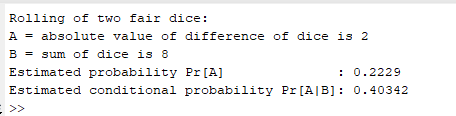 Rolling of two fair dice:
A = absolute value of difference of dice is 2
B = sum of dice is 8
Estimated probability Pr[A]              : 0.2229
Estimated conditional probability Pr[A|B]: 0.40342
>>